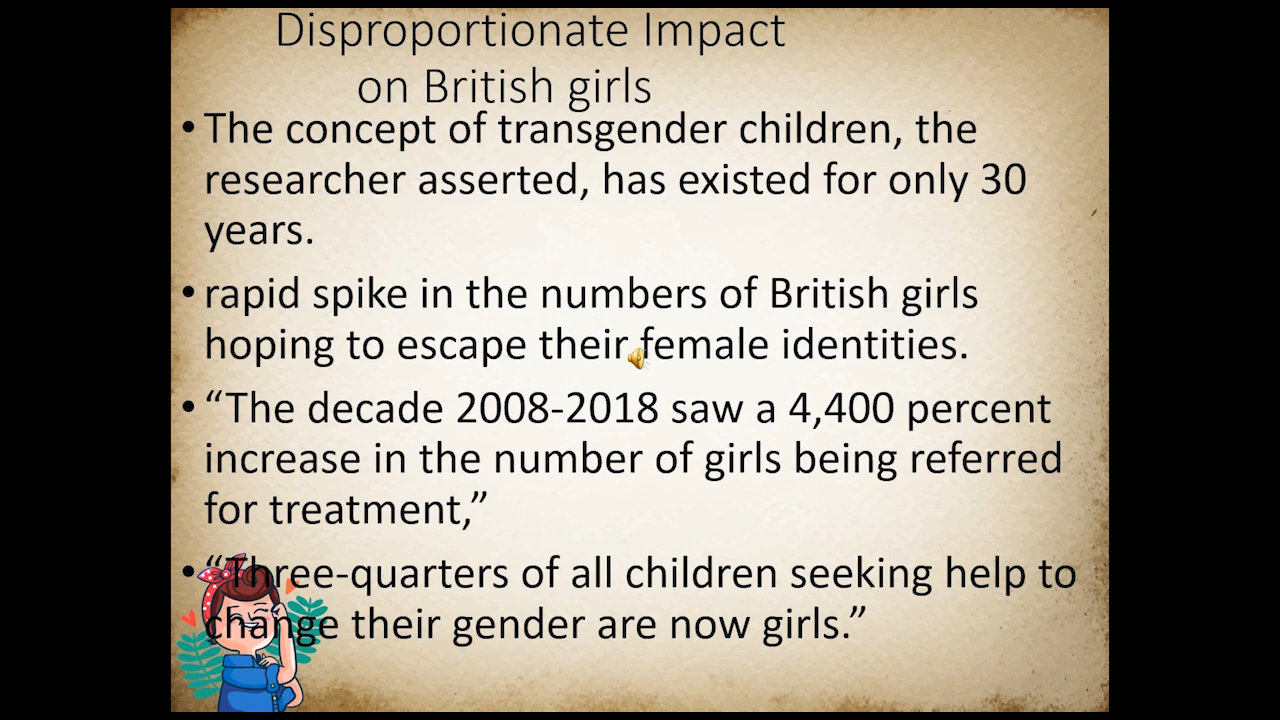 Disproportionate Impact
on British girls
• The concept of transgender children, the
researcher asserted, has existed for only 30
years.
• rapid spike in the numbers of British girls
hoping to escape their female identities.
• “The decade 2008-2018 saw a 4,400 percent
increase in the number of girls being referred
for treatment,”
• “Three-quarters of all children seeking help to
change their gender are now girls.”